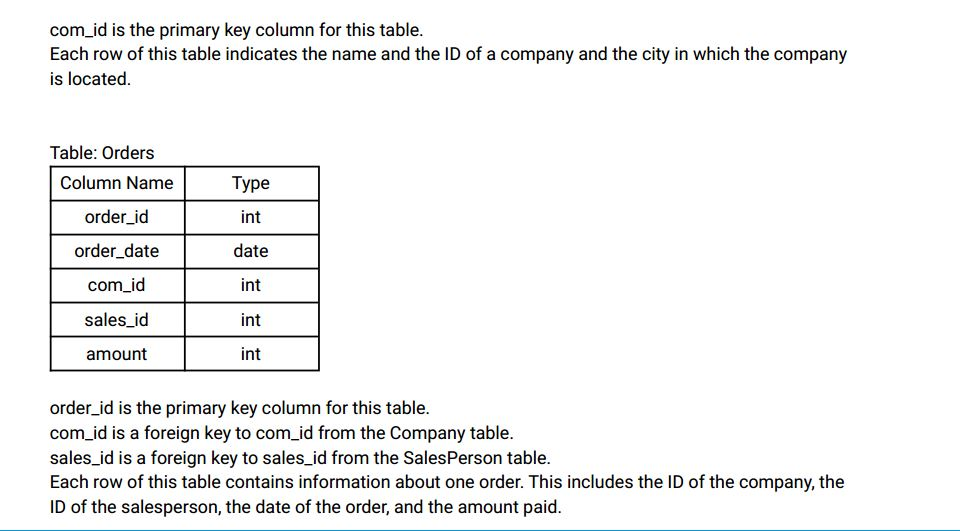 com_id is the primary key column for this table.
Each row of this table indicates the name and the ID of a company and the city in which the company
is located.
Table: Orders
Column Name Type
order_id int
order_date date
com_id int
sales_id int
amount int
order_id is the primary key column for this table.
com_id is a foreign key to com_id from the Company table.
sales_id is a foreign key to sales_id from the SalesPerson table.
Each row of this table contains information about one order. This includes the ID of the company, the
ID of the salesperson, the date of the order, and the amount paid.